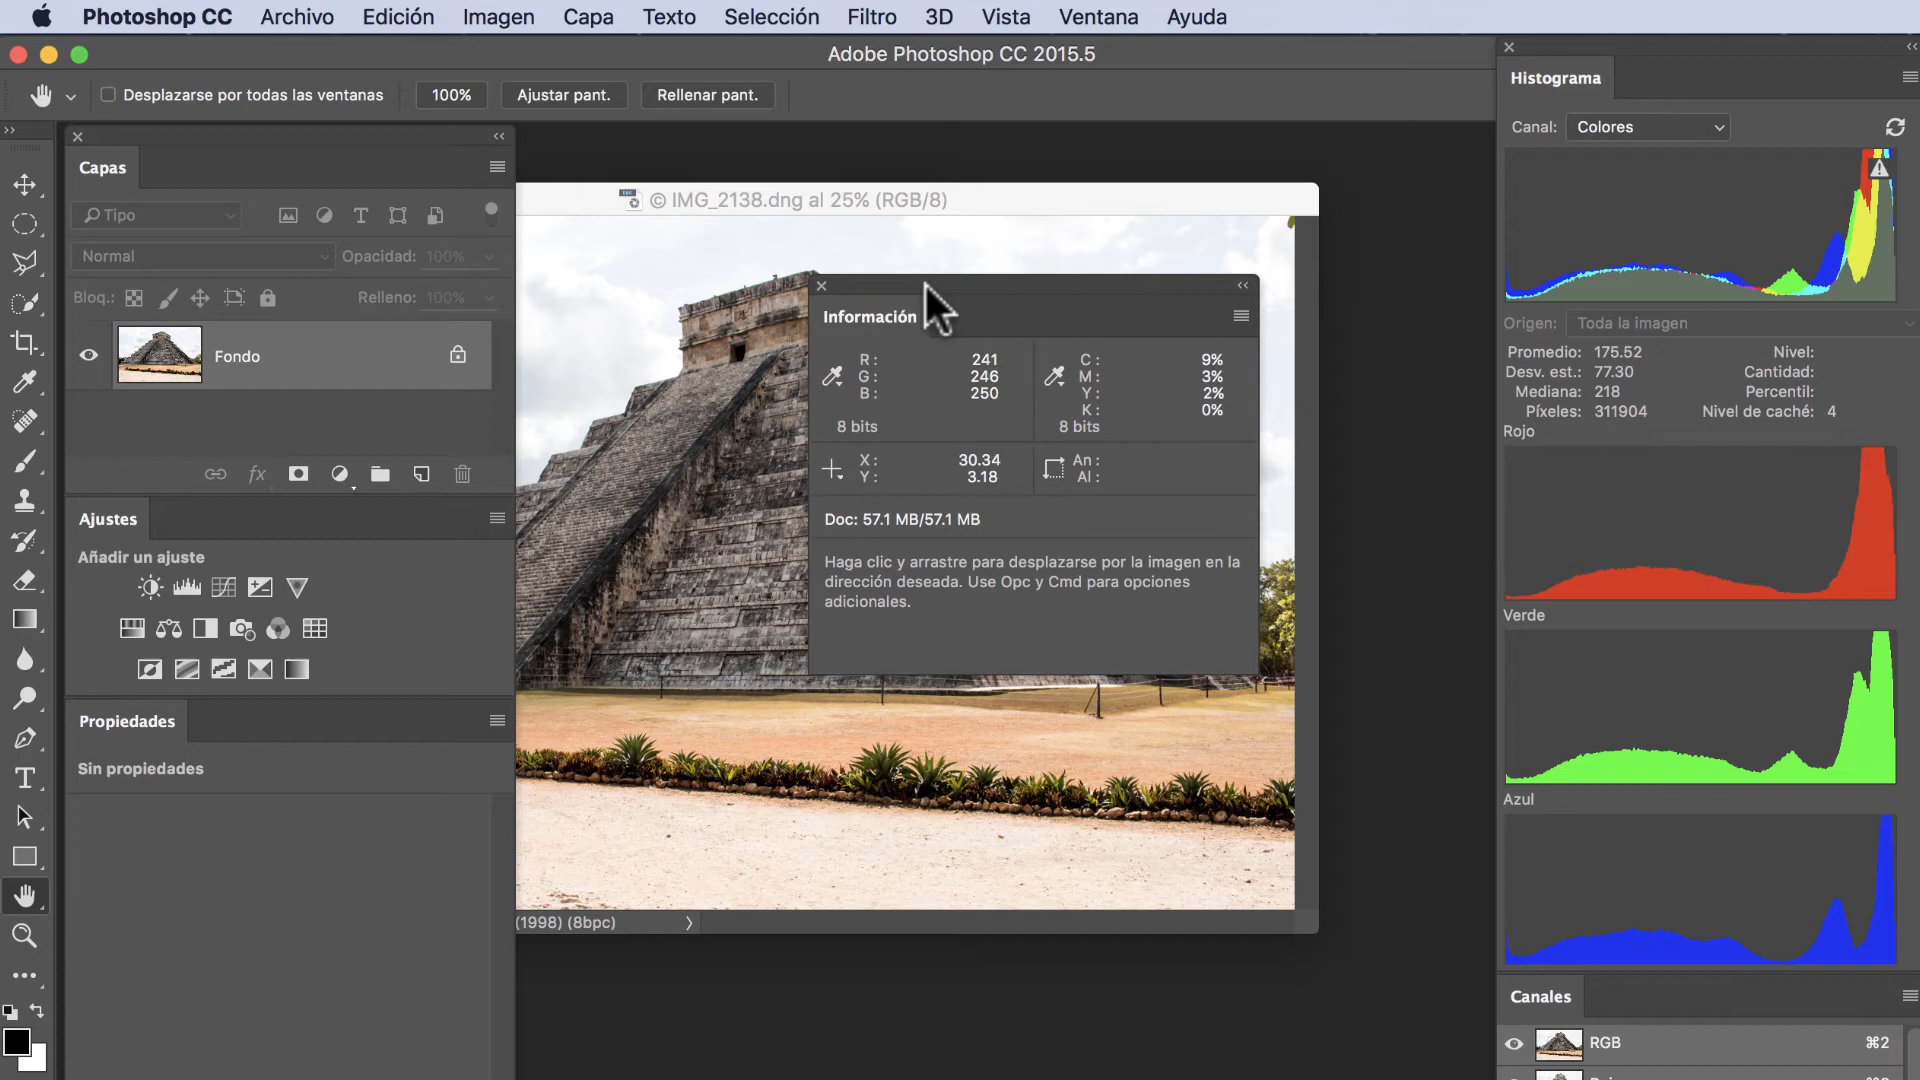 Photoshop CC Archivo Edición Imagen Capa Texto Selección Filtro 3D Vista Ventana Ayuda
Adobe Photoshop CC 2015.5
Desplazarse por todas las ventanas 100% Ajustar pant. Rellenar pant.
Capas
Tipo
Normal Opacidad: 100%
Bloq.: Relleno: 100%
Fondo
fx
Ajustes
Añadir un ajuste
Propiedades
Sin propiedades
© IMG_2138.dng al 25% (RGB/8)
Información
R: 241
G: 246
B: 250
8 bits
C: 9%
M: 3%
Y: 2%
K: 0%
8 bits
X: 30.34
Y: 3.18
An:
Al:
Doc: 57.1 MB/57.1 MB
Haga clic y arrastre para desplazarse por la imagen en la
dirección deseada. Use Opc y Cmd para opciones
adicionales.
(1998) (8bpc)
Histograma
Canal: Colores
Origen: Toda la imagen
Promedio: 175.52 Nivel:
Desv. est.: 77.30 Cantidad:
Mediana: 218 Percentil:
Píxeles: 311904 Nivel de caché: 4
Rojo
Verde
Azul
Canales
RGB ⌘2